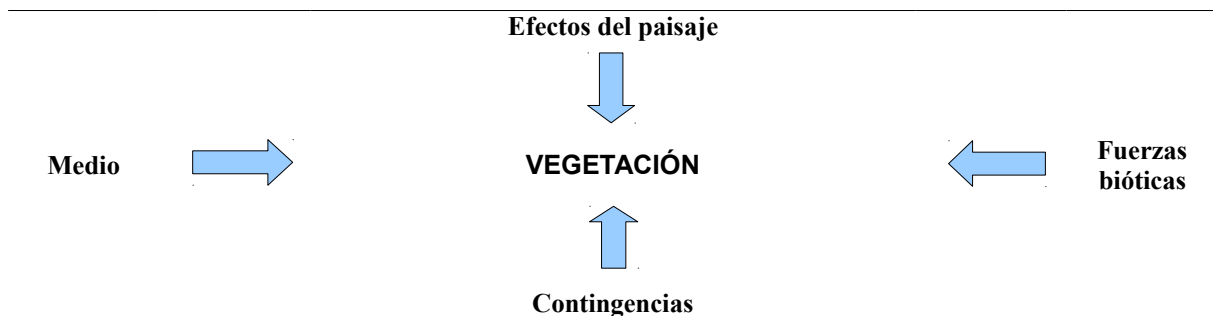 Efectos del paisaje
Medio
VEGETACIÓN
Fuerzas
bióticas
Contingencias